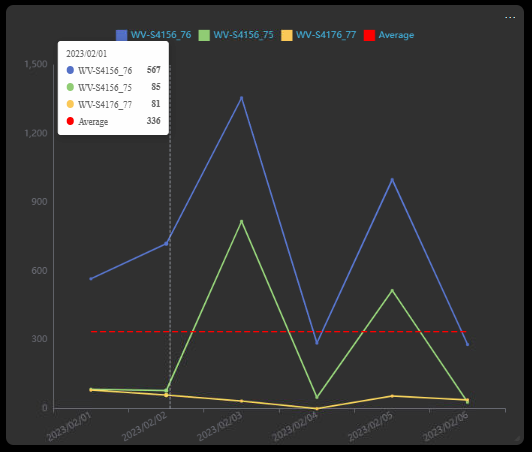 ...
WV-S4156_76 WV-S4156_75 WV-S4176_77 Average
2023/02/01
WV-S4156_76 567
WV-S4156_75 85
WV-S4176_77 81
Average 336
1,500
1,200
900
600
300
0
2023/02/01 2023/02/02 2023/02/03 2023/02/04 2023/02/05 2023/02/06